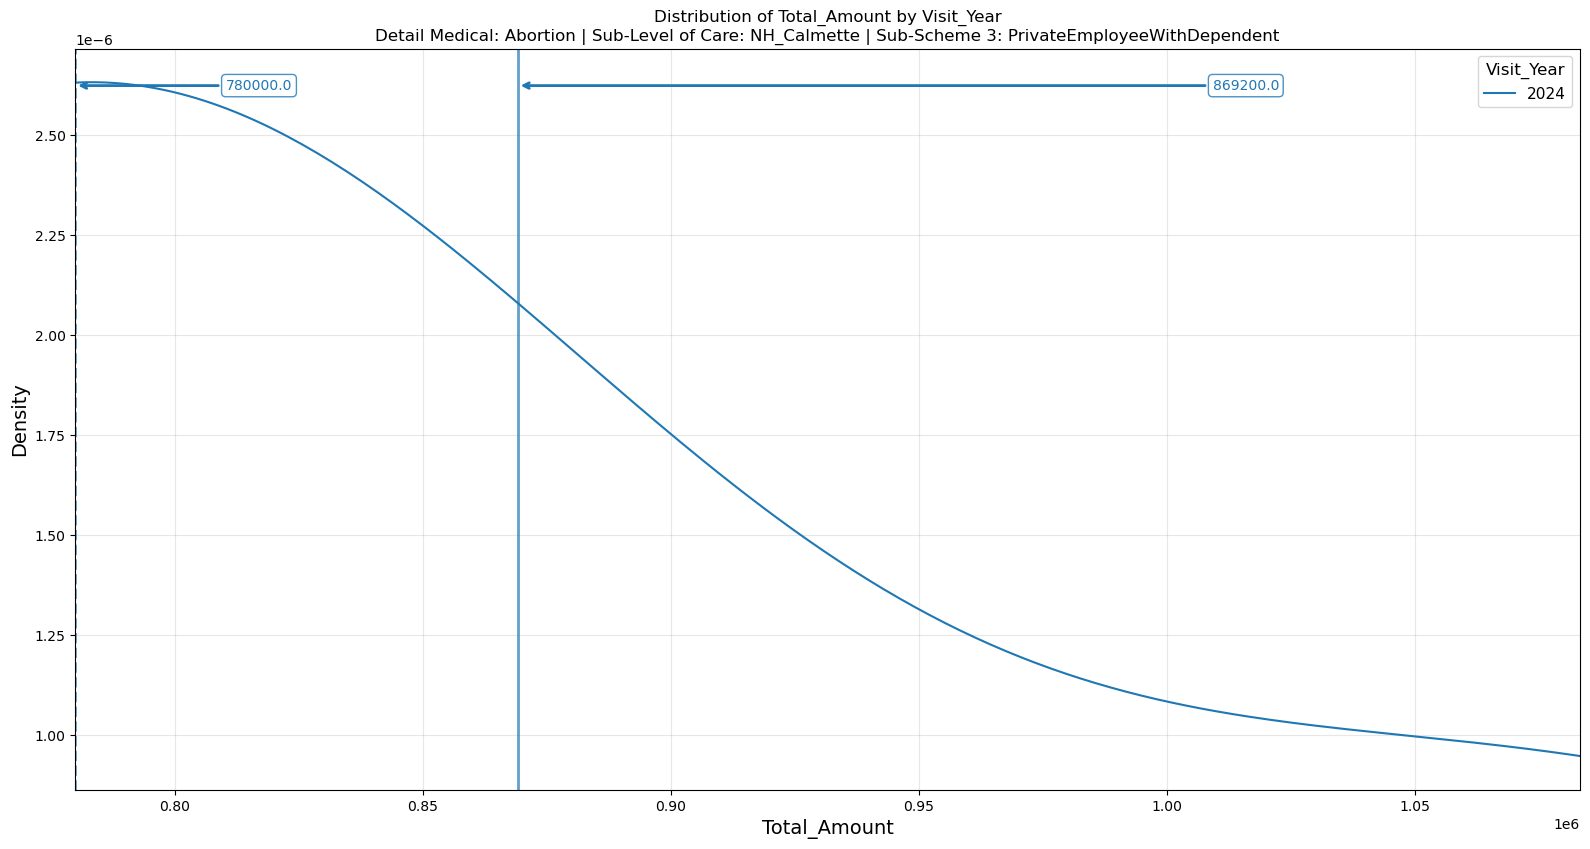 Distribution of Total_Amount by Visit_Year
Detail Medical: Abortion | Sub-Level of Care: NH_Calmette | Sub-Scheme 3: PrivateEmployeeWithDependent
1e−6
780000.0
869200.0
Visit_Year
2024
2.50
2.25
2.00
1.75
1.50
1.25
1.00
Density
0.80
0.85
0.90
0.95
1.00
1.05
1e6
Total_Amount